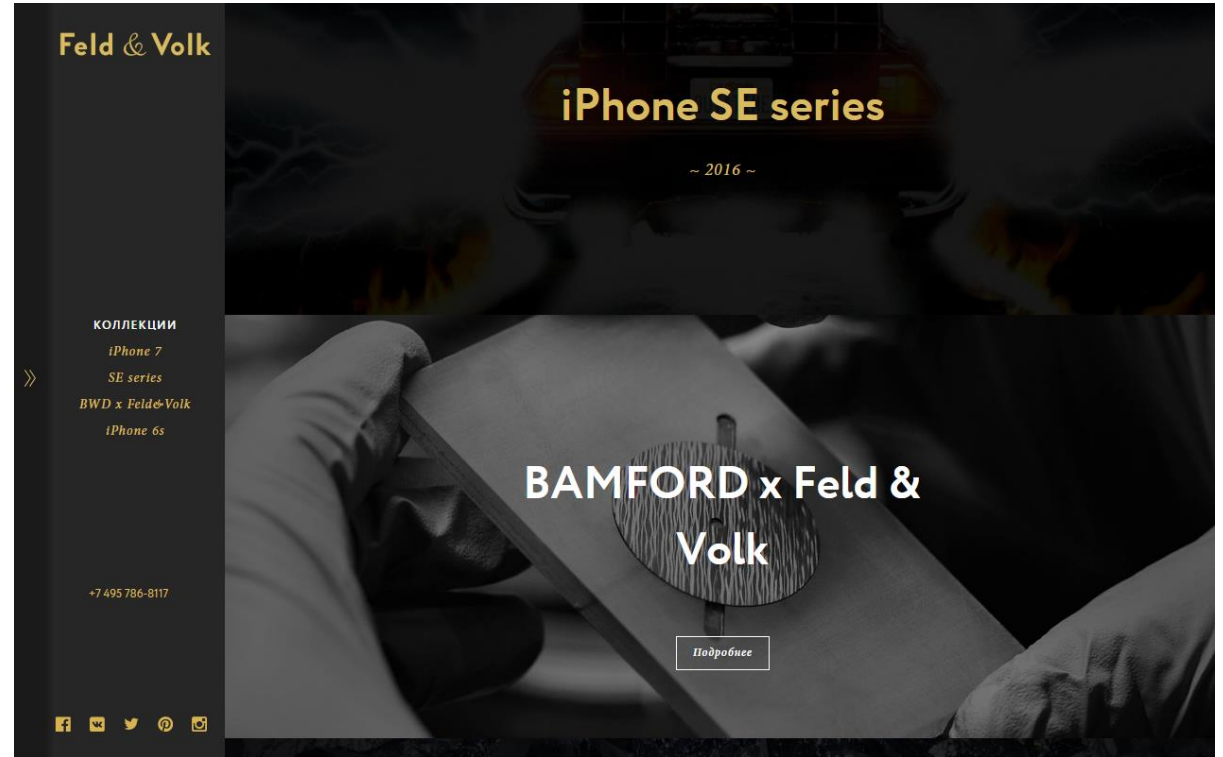 Feld & Volk
КОЛЛЕКЦИИ
iPhone 7
SE series
BWD x Feld&Volk
iPhone 6s
+7 495 786-8117
iPhone SE series
~ 2016 ~
BAMFORD x Feld &
Volk
Подробнее